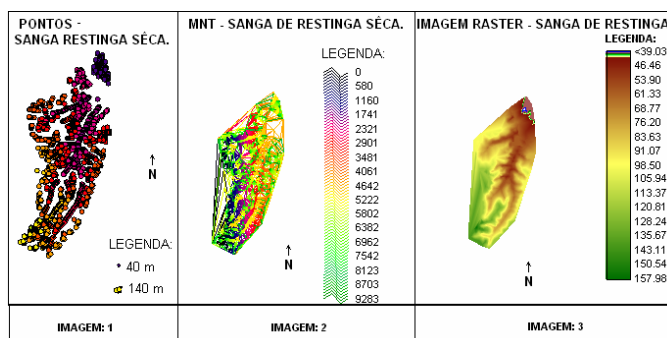 PONTOS -
SANGA RESTINGA SÉCA.
N
LEGENDA:
40 m
140 m
IMAGEM: 1
MNT - SANGA DE RESTINGA SÉCA.
LEGENDA:
0
580
1160
1741
2321
2901
3481
4061
4642
5222
5802
6382
6962
7542
8123
8703
9283
N
IMAGEM: 2
IMAGEM RASTER - SANGA DE RESTINGA
LEGENDA:
<39.03
46.46
53.90
61.33
68.77
76.20
83.63
91.07
98.50
105.94
113.37
120.81
128.24
135.67
143.11
150.54
157.98
N
IMAGEM: 3